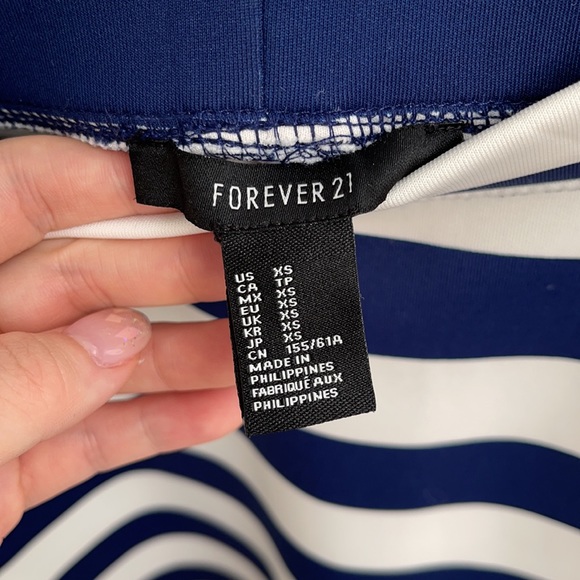 FOREVER 21
US XS
CA TP
MX XS
EU XS
UK XS
KR XS
JP XS
CN 155/61A
MADE IN
PHILIPPINES
FABRIQUÉ AUX
PHILIPPINES